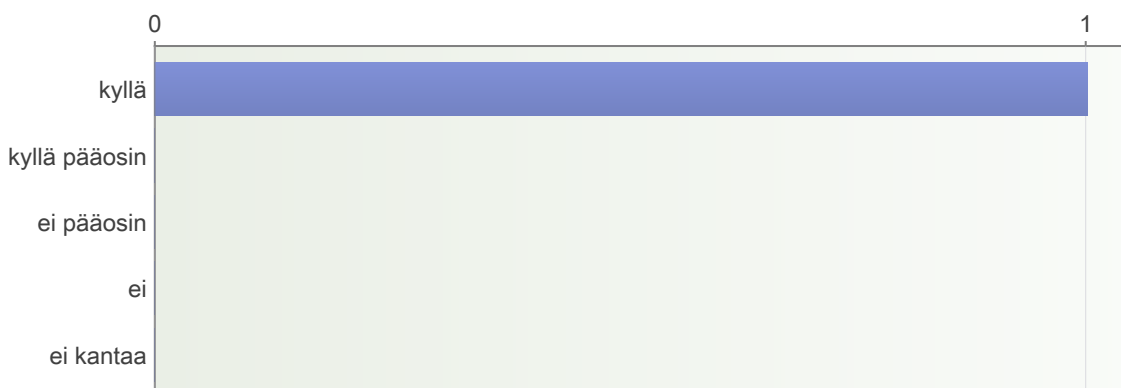 0 1
kyllä
kyllä pääosin
ei pääosin
ei
ei kantaa